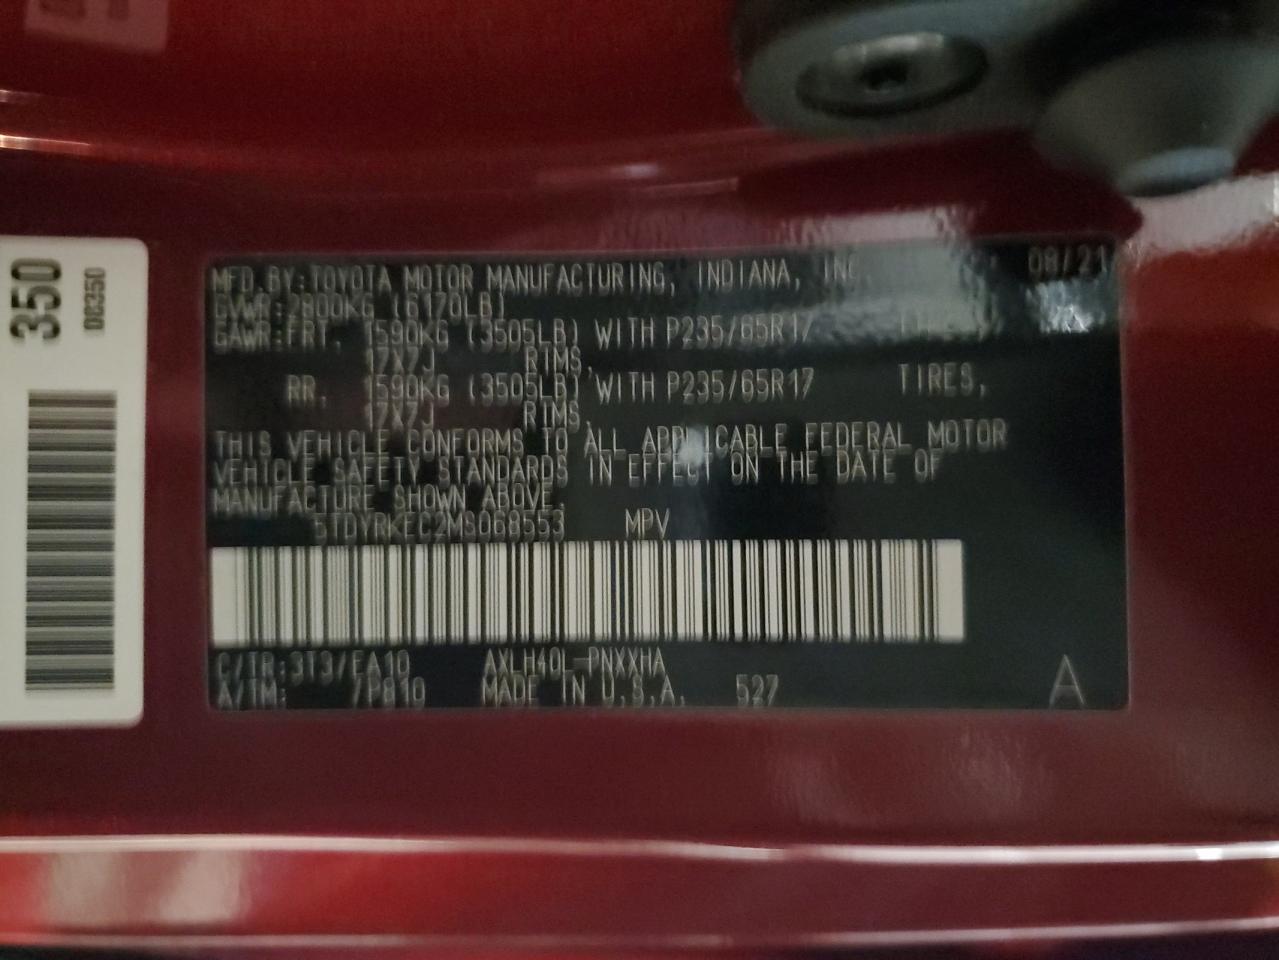 350
0C350
MFD.BY:TOYOTA MOTOR MANUFACTURING, INDIANA, INC. 08/21
GVWR:2800KG (6170LB)
GAWR:FRT. 1590KG (3505LB) WITH P235/65R17
17X7J RIMS,
RR. 1590KG (3505LB) WITH P235/65R17 TIRES,
17X7J RIMS,
THIS VEHICLE CONFORMS TO ALL APPLICABLE FEDERAL MOTOR
VEHICLE SAFETY STANDARDS IN EFFECT ON THE DATE OF
MANUFACTURE SHOWN ABOVE.
5TDYRKEC2MS068553 MPV
C/TR:3T3/EA10 AXLH40L-PNXXHA
A/TM: /P810 MADE IN U.S.A. 527
A